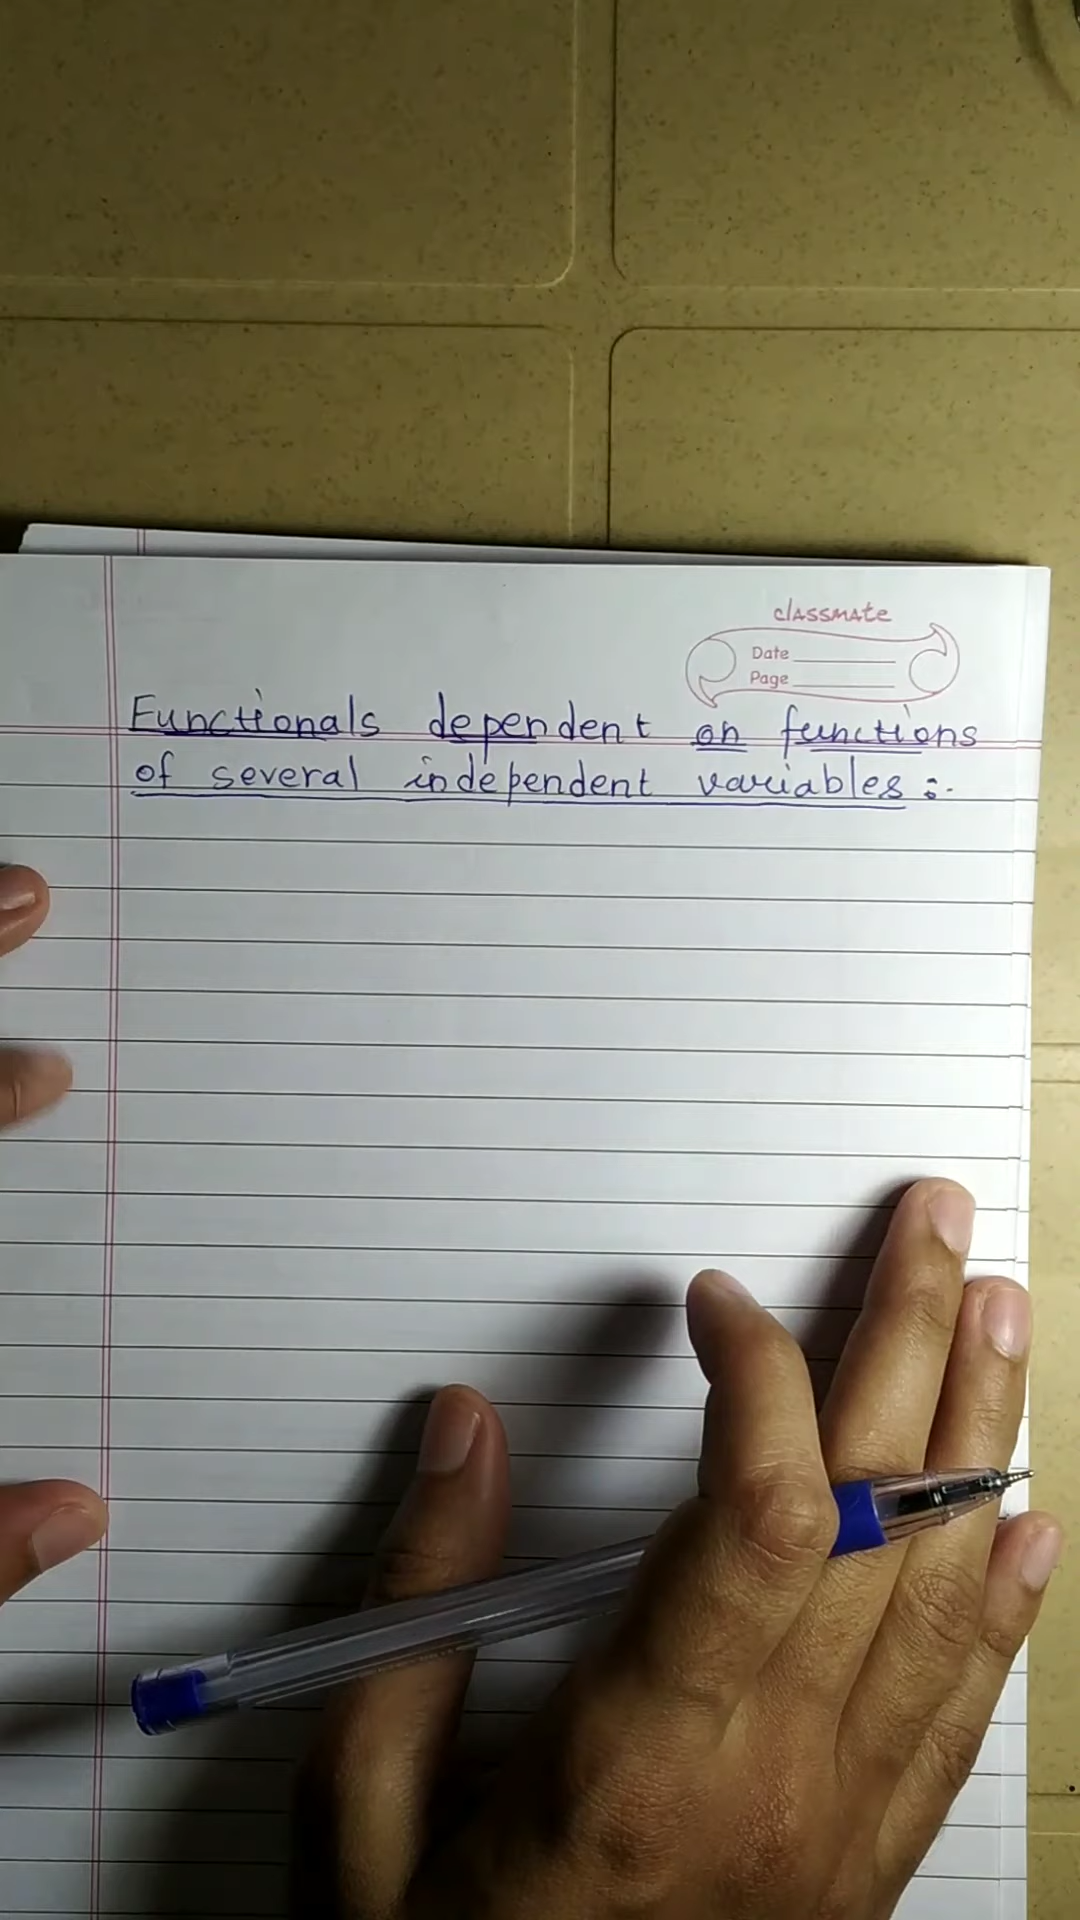 classmate
Date
Page
Functionals dependent on functions
of several independent variables :-